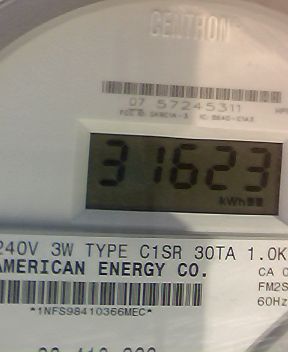 CENTRON
07 57245311
31623
kWh
240V 3W TYPE C1SR 30TA 1.0K
AMERICAN ENERGY CO.
CA 0
FM2S
60Hz
*1NFS98410366MEC*